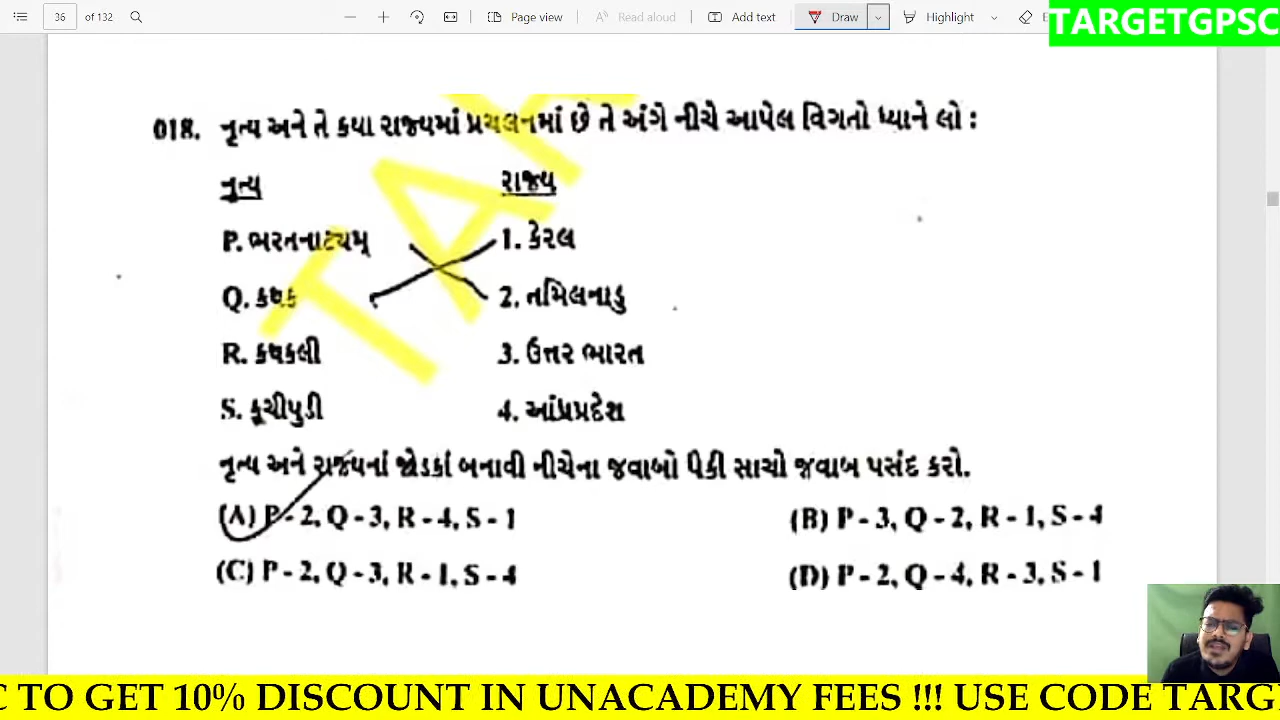 36 of 132 Page view Read aloud Add text Draw Highlight
TARGETGPSC
018. નૃત્ય અને તે કયા રાજ્યમાં પ્રચલનમાં છે તે અંગે નીચે આપેલ વિગતો ધ્યાને લો :
નૃત્ય રાજ્ય
P. ભરતનાટ્યમ્ 1. કેરલ
Q. કથક 2. તમિલનાડુ
R. કથકલી 3. ઉત્તર ભારત
S. કૂચીપુડી 4. આંધ્રપ્રદેશ
નૃત્ય અને રાજ્યનાં જોડકાં બનાવી નીચેના જવાબો પૈકી સાચો જવાબ પસંદ કરો.
(A) P - 2, Q - 3, R - 4, S - 1 (B) P - 3, Q - 2, R - 1, S - 4
(C) P - 2, Q - 3, R - 1, S - 4 (D) P - 2, Q - 4, R - 3, S - 1
C TO GET 10% DISCOUNT IN UNACADEMY FEES !!! USE CODE TARG